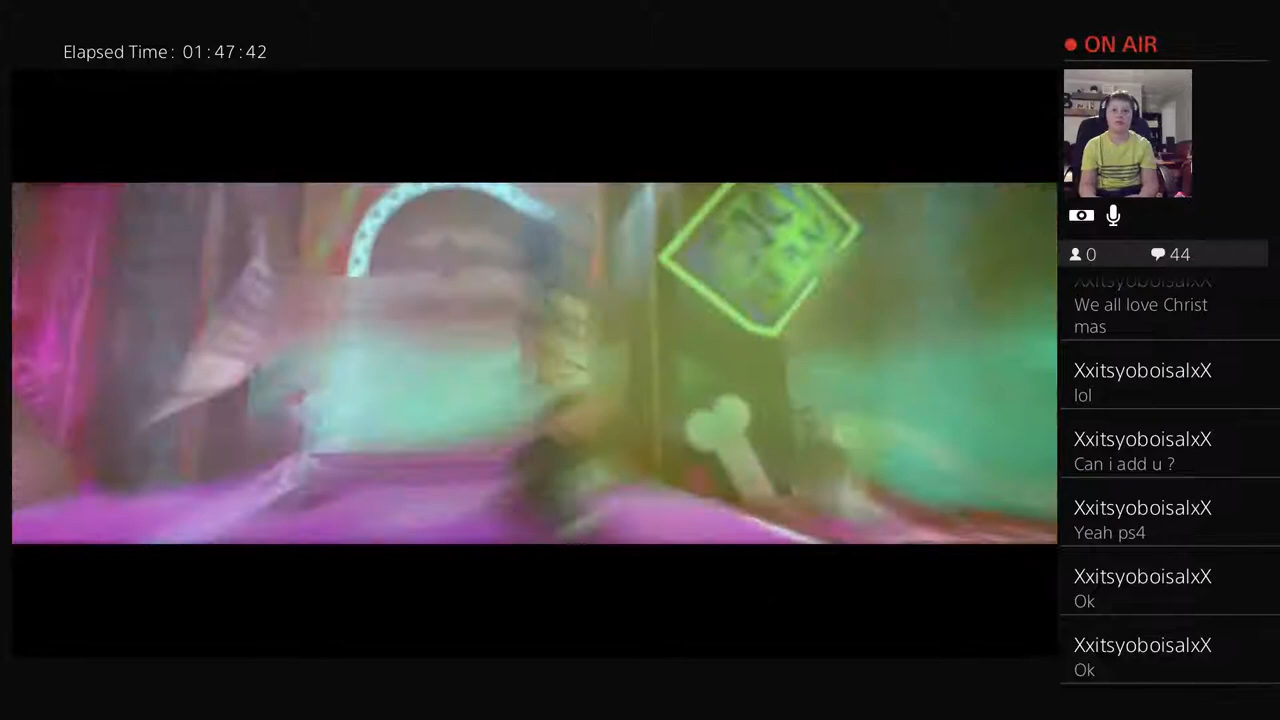 Elapsed Time: 01:47:42
ON AIR
0
44
XxitsyoboisalxX
We all love Christ
mas
XxitsyoboisalxX
lol
XxitsyoboisalxX
Can i add u ?
XxitsyoboisalxX
Yeah ps4
XxitsyoboisalxX
Ok
XxitsyoboisalxX
Ok